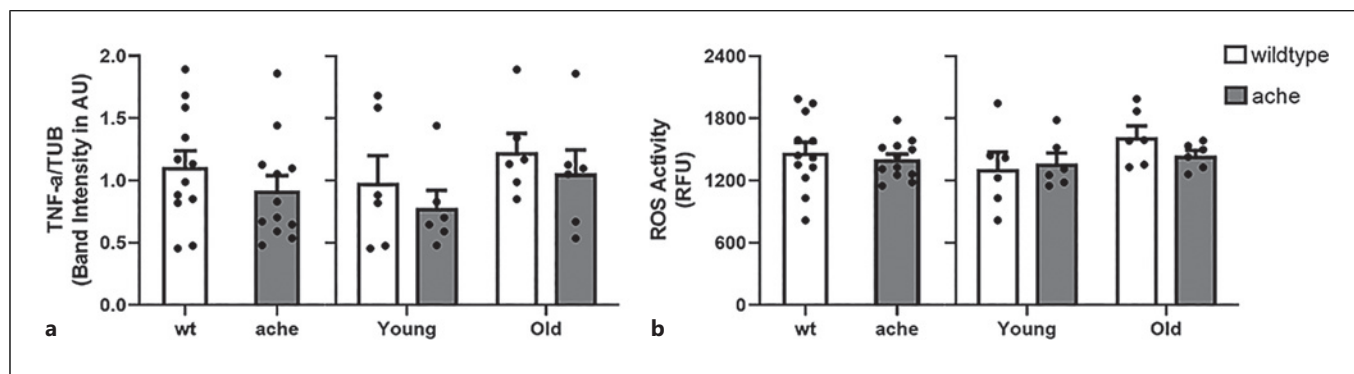 TNF-a/TUB
(Band Intensity in AU)
2.0
1.5
1.0
0.5
0.0
wt
ache
Young
Old
a
ROS Activity
(RFU)
2400
1800
1200
600
0
wt
ache
Young
Old
b
wildtype
ache